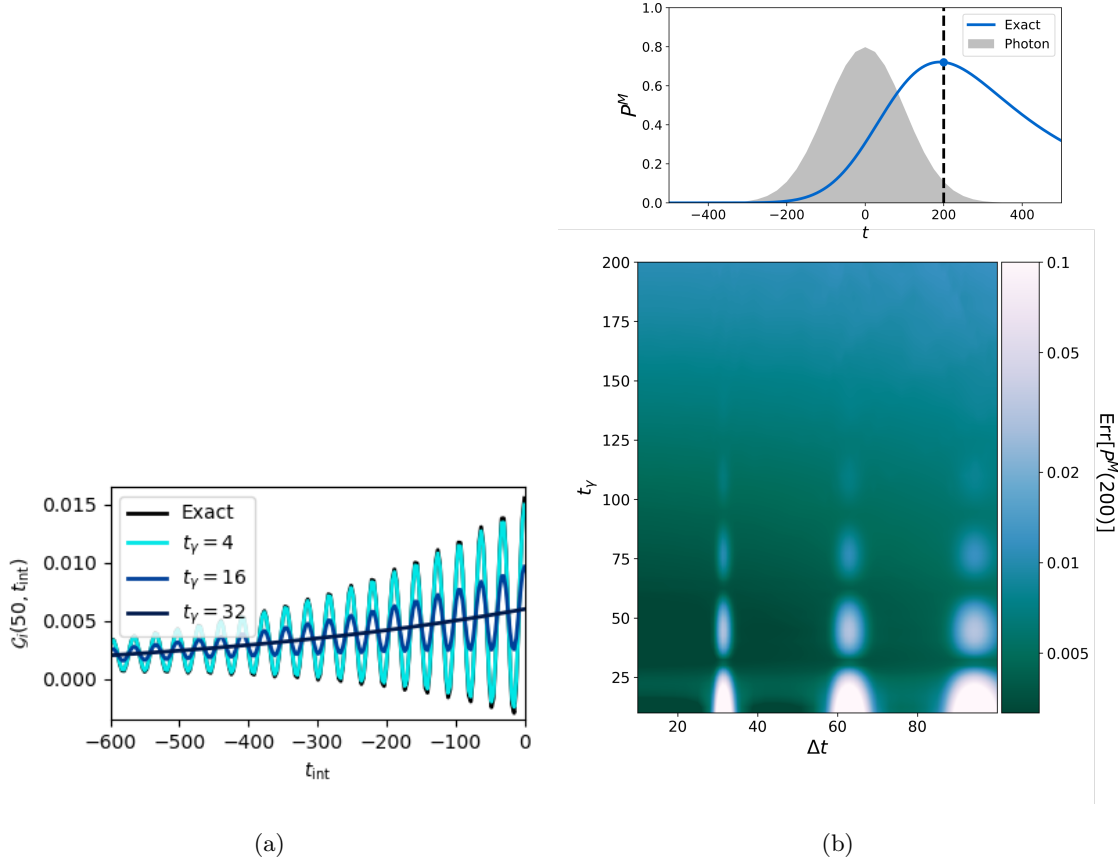 1.0
0.8
0.6
0.4
0.2
0.0
P^M
Exact
Photon
−400 −200 0 200 400
t
200
175
150
125
100
75
50
25
t_γ
20 40 60 80
Δt
0.1
0.05
0.02
0.01
0.005
Err[P^M(200)]
0.015
0.010
0.005
0.000
𝒢_i(50, t_int)
Exact
t_γ = 4
t_γ = 16
t_γ = 32
−600 −500 −400 −300 −200 −100 0
t_int
(a)
(b)